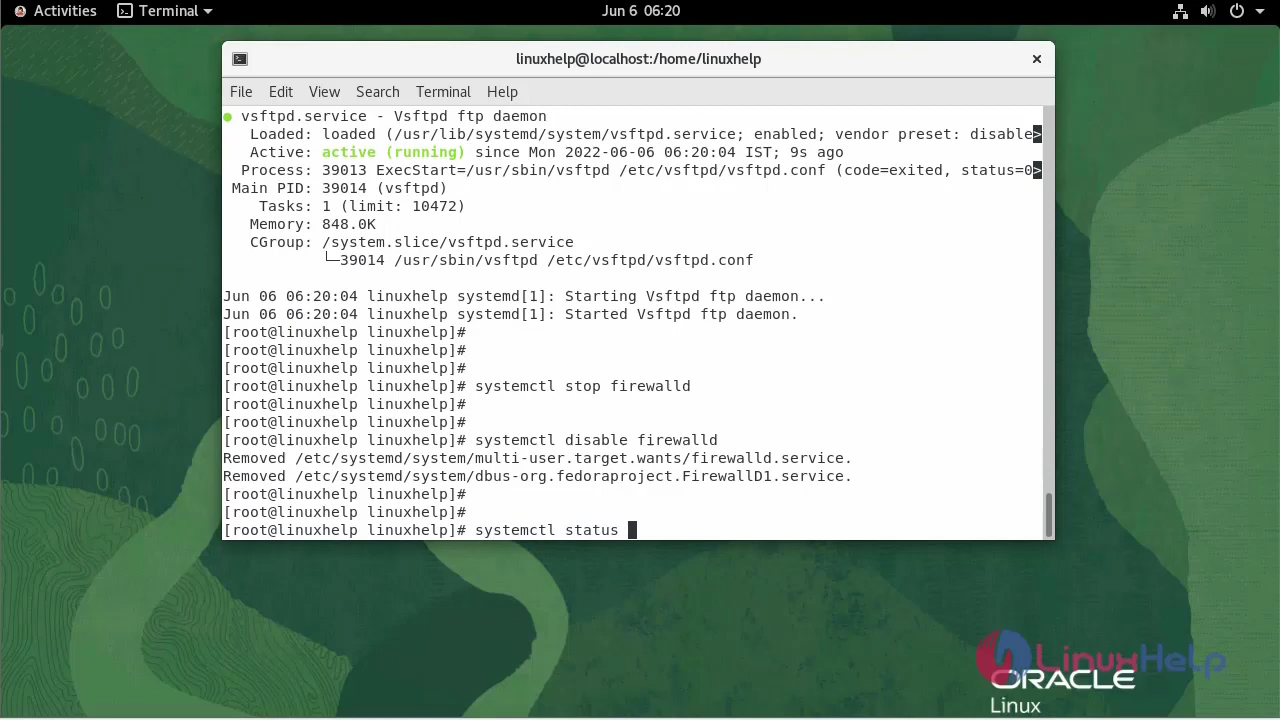 Activities Terminal Jun 6 06:20
linuxhelp@localhost:/home/linuxhelp
File Edit View Search Terminal Help
● vsftpd.service - Vsftpd ftp daemon
Loaded: loaded (/usr/lib/systemd/system/vsftpd.service; enabled; vendor preset: disable>
Active: active (running) since Mon 2022-06-06 06:20:04 IST; 9s ago
Process: 39013 ExecStart=/usr/sbin/vsftpd /etc/vsftpd/vsftpd.conf (code=exited, status=0>
Main PID: 39014 (vsftpd)
Tasks: 1 (limit: 10472)
Memory: 848.0K
CGroup: /system.slice/vsftpd.service
└─39014 /usr/sbin/vsftpd /etc/vsftpd/vsftpd.conf
Jun 06 06:20:04 linuxhelp systemd[1]: Starting Vsftpd ftp daemon...
Jun 06 06:20:04 linuxhelp systemd[1]: Started Vsftpd ftp daemon.
[root@linuxhelp linuxhelp]#
[root@linuxhelp linuxhelp]#
[root@linuxhelp linuxhelp]#
[root@linuxhelp linuxhelp]# systemctl stop firewalld
[root@linuxhelp linuxhelp]#
[root@linuxhelp linuxhelp]#
[root@linuxhelp linuxhelp]# systemctl disable firewalld
Removed /etc/systemd/system/multi-user.target.wants/firewalld.service.
Removed /etc/systemd/system/dbus-org.fedoraproject.FirewallD1.service.
[root@linuxhelp linuxhelp]#
[root@linuxhelp linuxhelp]#
[root@linuxhelp linuxhelp]# systemctl status
LinuxHelp
ORACLE
Linux